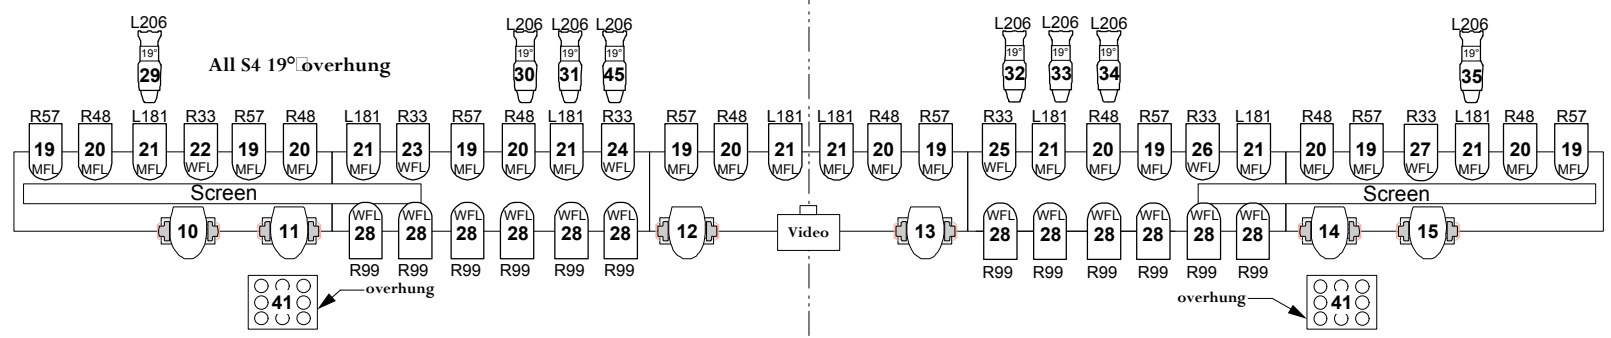 L206 L206 L206 L206 L206 L206 L206 L206
19° 19° 19° 19° 19° 19° 19° 19°
29 All S4 19° overhung 30 31 45 32 33 34 35
R57 R48 L181 R33 R57 R48 L181 R33 R57 R48 L181 R33 R57 R48 L181 L181 R48 R57 R33 L181 R48 R57 R33 L181 R48 R57 R33 L181 R48 R57
19 20 21 22 19 20 21 23 19 20 21 24 19 20 21 21 20 19 25 21 20 19 26 21 20 19 27 21 20 19
MFL MFL MFL WFL MFL MFL MFL WFL MFL MFL MFL WFL MFL MFL MFL MFL MFL MFL WFL MFL MFL MFL WFL MFL MFL MFL WFL MFL MFL MFL
Screen Screen
WFL WFL WFL WFL WFL WFL WFL WFL WFL WFL WFL WFL
10 11 28 28 28 28 28 28 12 Video 13 28 28 28 28 28 28 14 15
R99 R99 R99 R99 R99 R99 R99 R99 R99 R99 R99 R99
41 overhung overhung 41